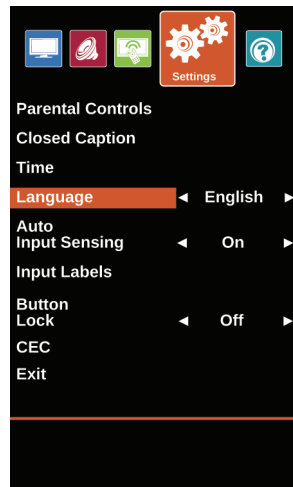 Settings
Parental Controls
Closed Caption
Time
Language ◄ English ►
Auto
Input Sensing ◄ On ►
Input Labels
Button
Lock ◄ Off ►
CEC
Exit